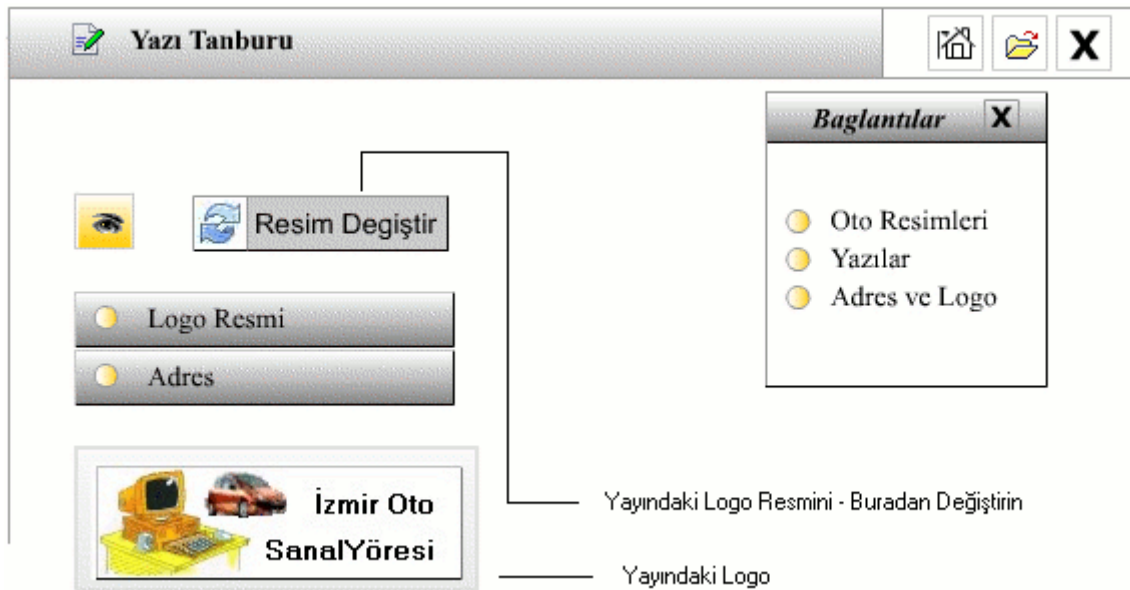 Yazı Tanburu
X
Baglantılar X
Resim Degiştir
Oto Resimleri
Yazılar
Adres ve Logo
Logo Resmi
Adres
İzmir Oto
SanalYöresi
Yayındaki Logo Resmini - Buradan Değiştirin
Yayındaki Logo